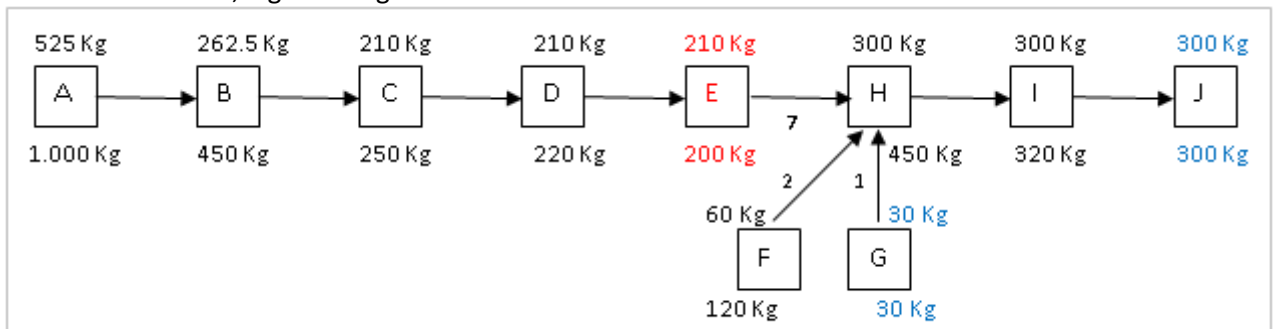 525 Kg 262.5 Kg 210 Kg 210 Kg 210 Kg 300 Kg 300 Kg 300 Kg
A B C D E H I J
7
1.000 Kg 450 Kg 250 Kg 220 Kg 200 Kg 450 Kg 320 Kg 300 Kg
2 1
60 Kg 30 Kg
F G
120 Kg 30 Kg